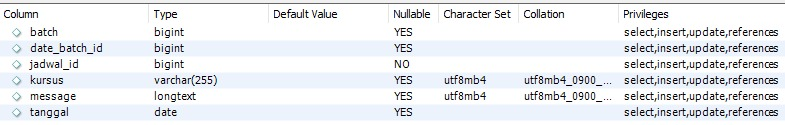 Column Type Default Value Nullable Character Set Collation Privileges
batch bigint YES select,insert,update,references
date_batch_id bigint YES select,insert,update,references
jadwal_id bigint NO select,insert,update,references
kursus varchar(255) YES utf8mb4 utf8mb4_0900_... select,insert,update,references
message longtext YES utf8mb4 utf8mb4_0900_... select,insert,update,references
tanggal date YES select,insert,update,references